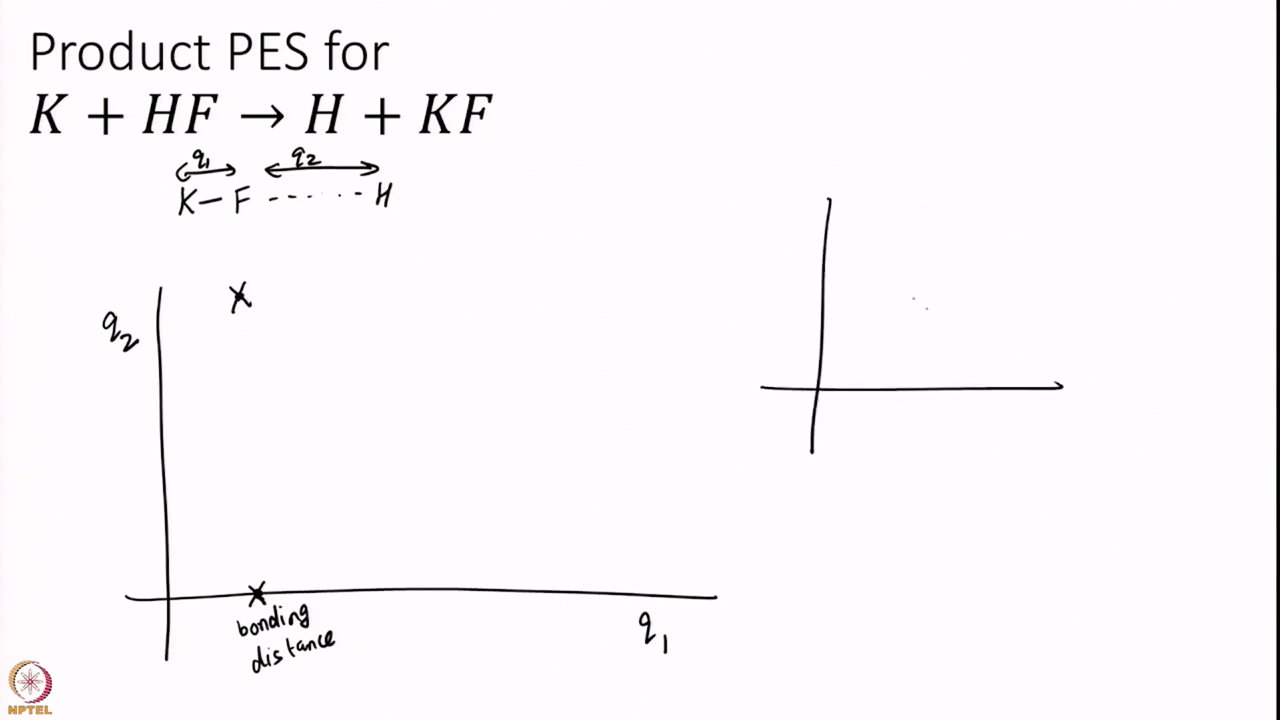 Product PES for
K + HF → H + KF
q1 q2
K – F ------ H
q2
bonding
distance
q1
NPTEL